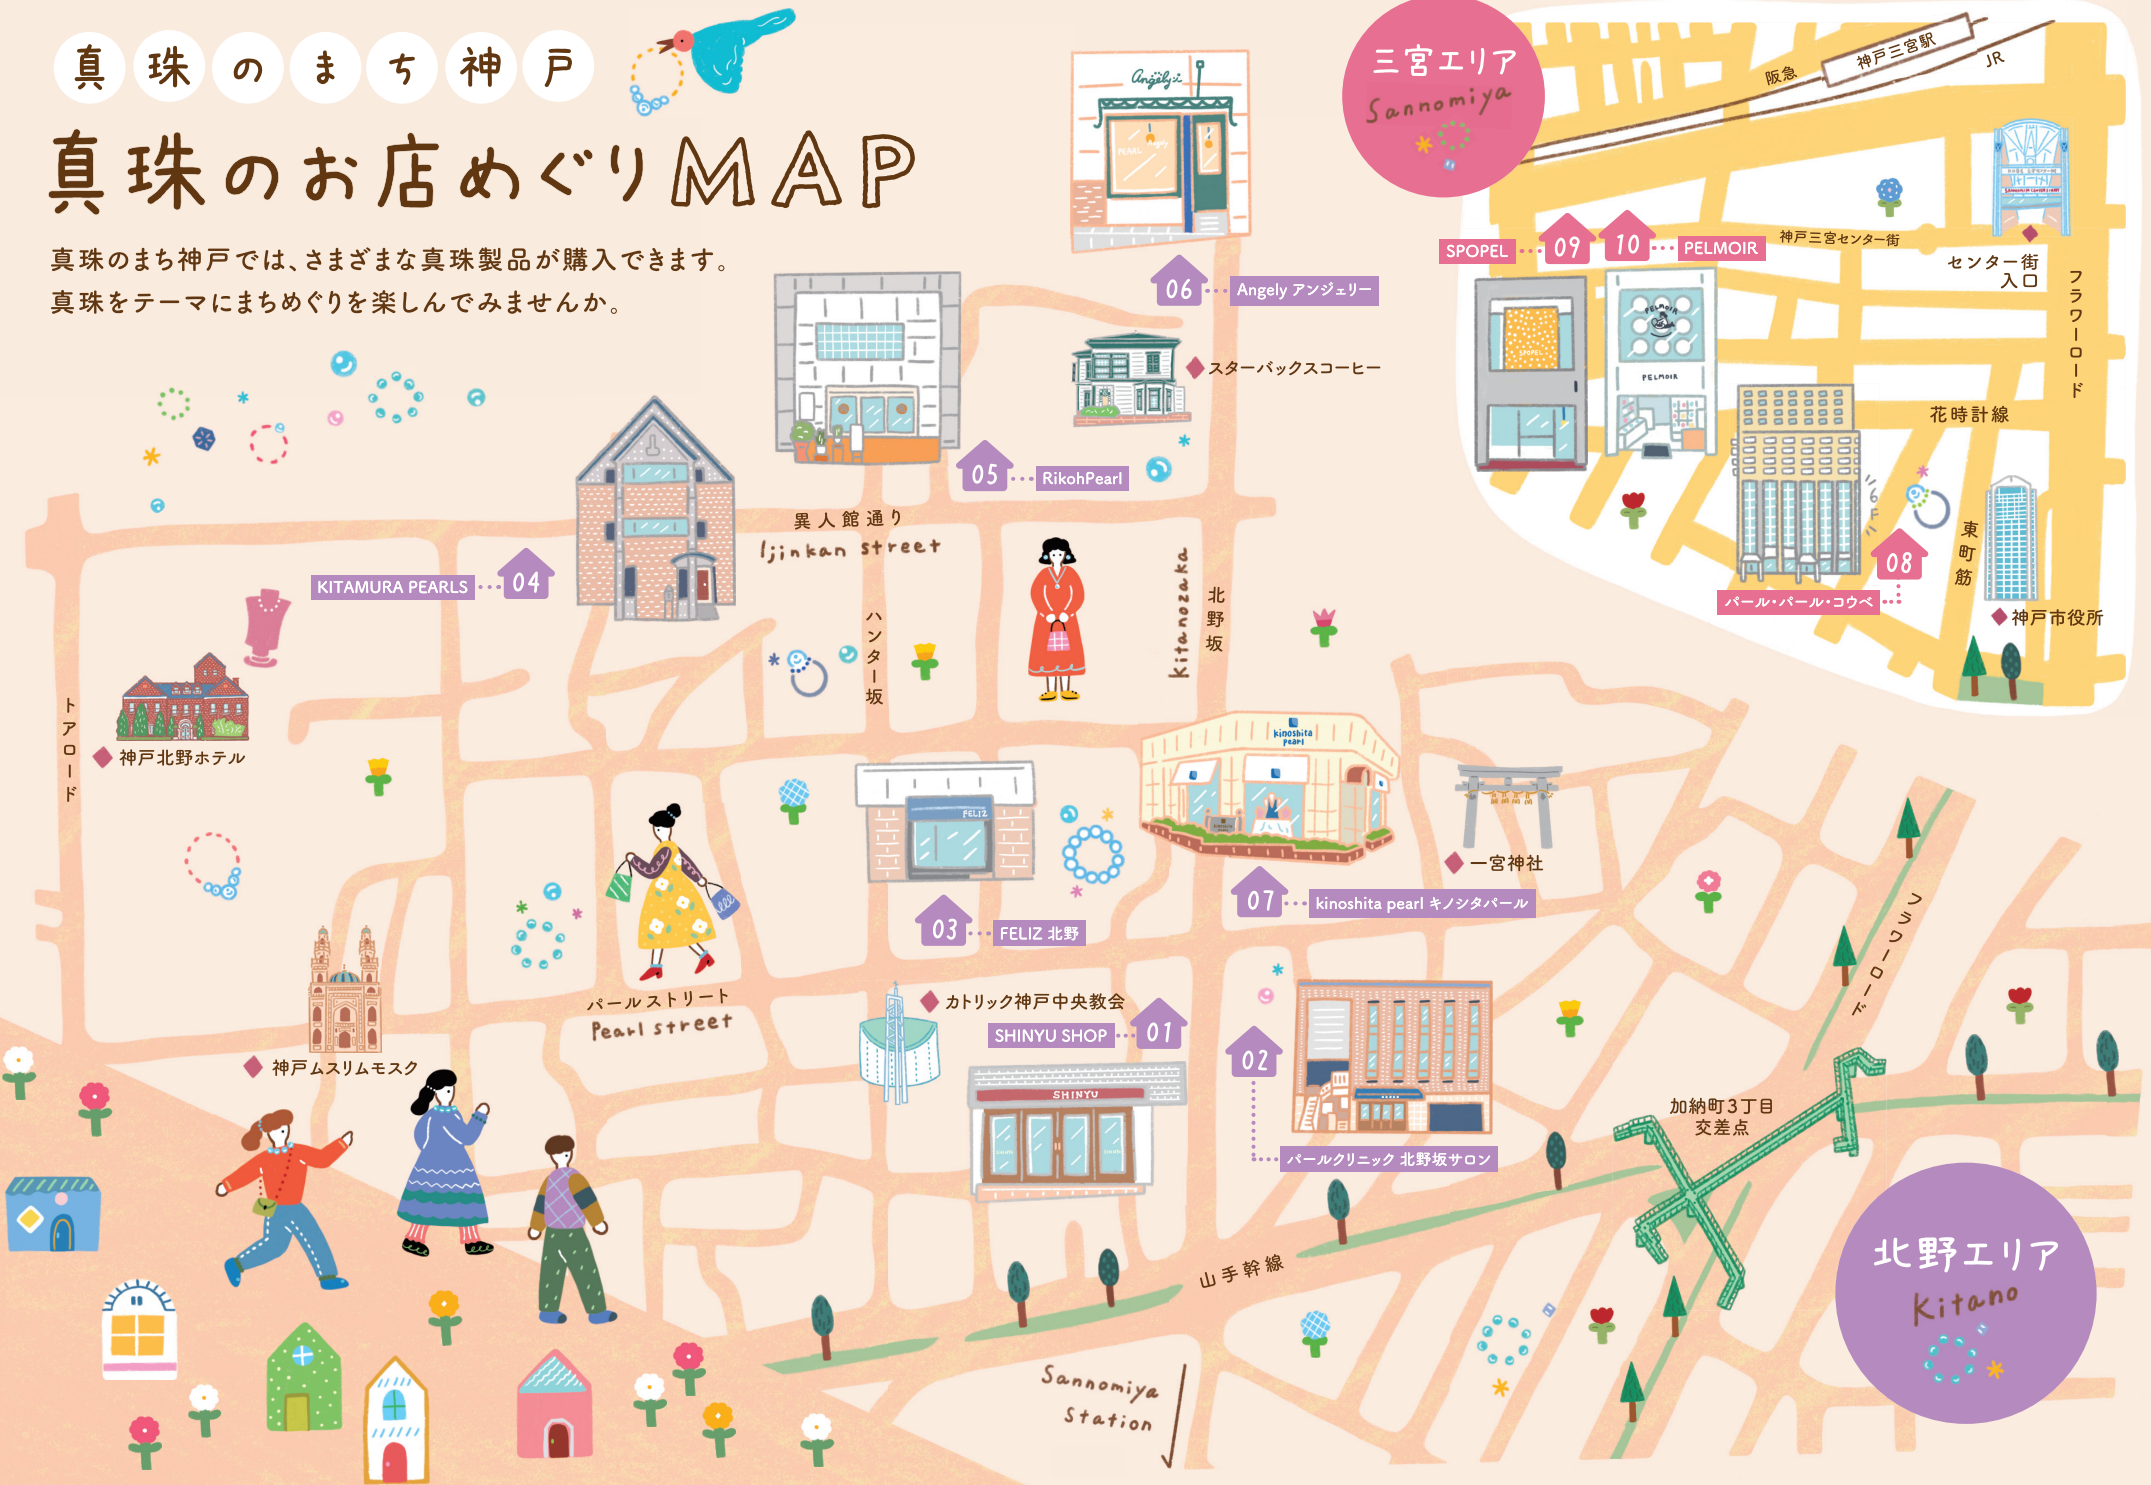 真珠のまち神戸
真珠のお店めぐりMAP
真珠のまち神戸では、さまざまな真珠製品が購入できます。
真珠をテーマにまちめぐりを楽しんでみませんか。
Angely
PEARL Angely
06 Angely アンジェリー
スターバックスコーヒー
05 RikohPearl
異人館通り
Ijinkan street
KITAMURA PEARLS 04
ハンター坂
Kitanozaka
北野坂
トアロード
神戸北野ホテル
kinoshita
pearl
FELIZ
一宮神社
07 kinoshita pearl キノシタパール
03 FELIZ 北野
パールストリート
Pearl street
カトリック神戸中央教会
SHINYU SHOP 01
SHINYU
02
パールクリニック 北野坂サロン
神戸ムスリムモスク
フラワーロード
加納町3丁目
交差点
山手幹線
Sannomiya
Station
北野エリア
Kitano
三宮エリア
Sannomiya
阪急
神戸三宮駅
JR
SPOPEL 09
10 PELMOIR
神戸三宮センター街
センター街
入口
フラワーロード
SPOPEL
PELMOIR
PELMOIR
花時計線
6F
東町筋
08
パール・パール・コウベ
神戸市役所